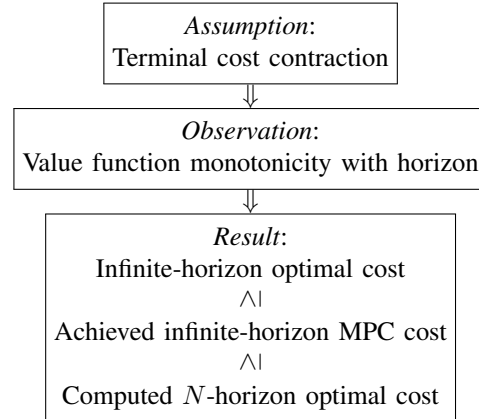 Assumption:
Terminal cost contraction
⇓
Observation:
Value function monotonicity with horizon
⇓
Result:
Infinite-horizon optimal cost
≤
Achieved infinite-horizon MPC cost
≤
Computed N-horizon optimal cost